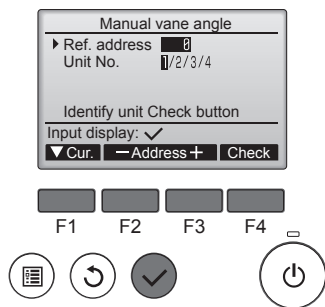 Manual vane angle
Ref. address 0
Unit No. 1/2/3/4
Identify unit Check button
Input display: ✓
▼ Cur. − Address + Check
F1 F2 F3 F4